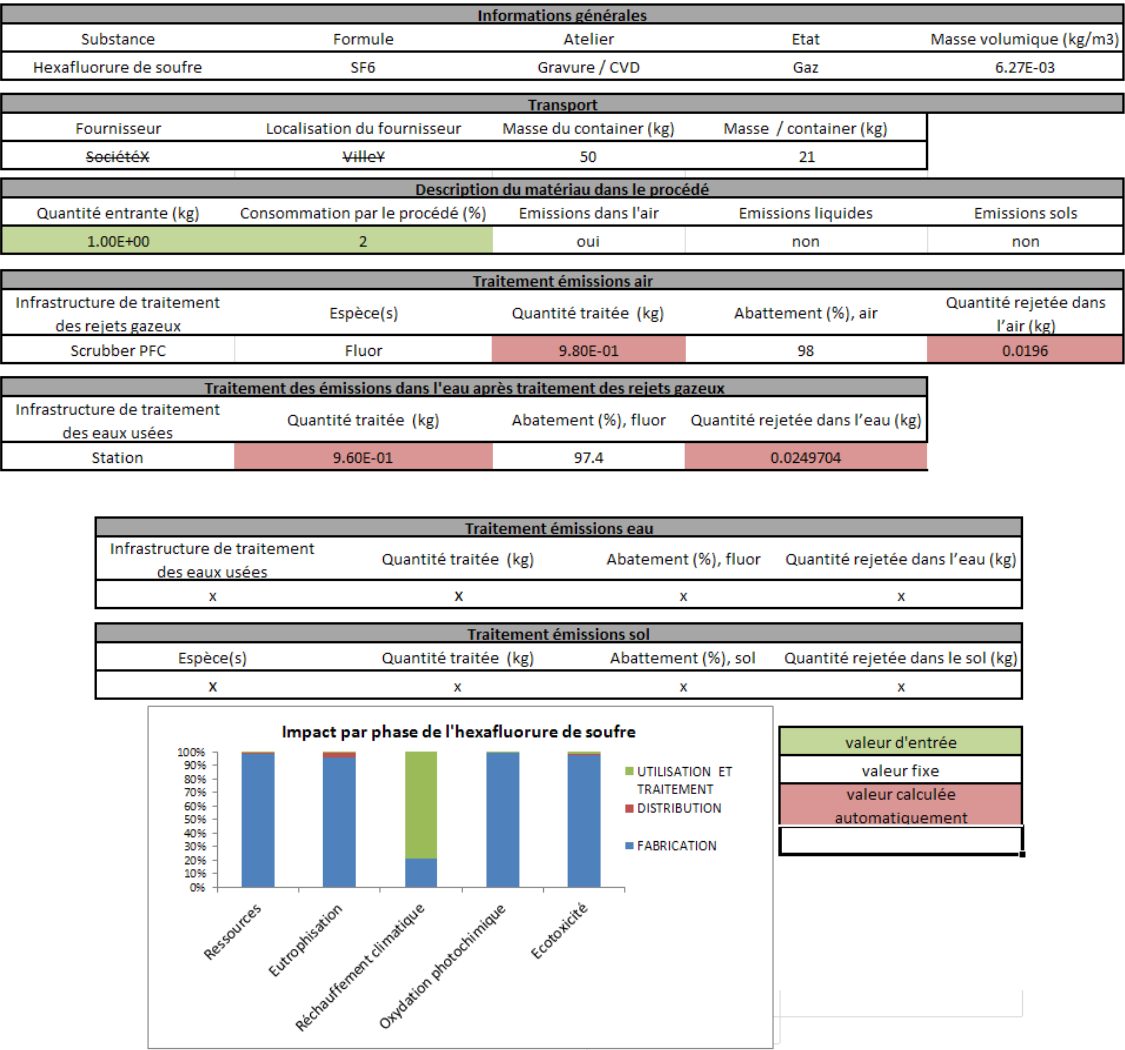 Informations générales
Substance Formule Atelier Etat Masse volumique (kg/m3)
Hexafluorure de soufre SF6 Gravure / CVD Gaz 6.27E-03
Transport
Fournisseur Localisation du fournisseur Masse du container (kg) Masse / container (kg)
SociétéX VilleY 50 21
Description du matériau dans le procédé
Quantité entrante (kg) Consommation par le procédé (%) Emissions dans l'air Emissions liquides Emissions sols
1.00E+00 2 oui non non
Traitement émissions air
Infrastructure de traitement des rejets gazeux Espèce(s) Quantité traitée (kg) Abattement (%), air Quantité rejetée dans l'air (kg)
Scrubber PFC Fluor 9.80E-01 98 0.0196
Traitement des émissions dans l'eau après traitement des rejets gazeux
Infrastructure de traitement des eaux usées Quantité traitée (kg) Abatement (%), fluor Quantité rejetée dans l'eau (kg)
Station 9.60E-01 97.4 0.0249704
Traitement émissions eau
Infrastructure de traitement des eaux usées Quantité traitée (kg) Abatement (%), fluor Quantité rejetée dans l'eau (kg)
x x x x
Traitement émissions sol
Espèce(s) Quantité traitée (kg) Abattement (%), sol Quantité rejetée dans le sol (kg)
x x x x
Impact par phase de l'hexafluorure de soufre
100%
90%
80%
70%
60%
50%
40%
30%
20%
10%
0%
Ressources
Eutrophisation
Réchauffement climatique
Oxydation photochimique
Ecotoxicité
UTILISATION ET
TRAITEMENT
DISTRIBUTION
FABRICATION
valeur d'entrée
valeur fixe
valeur calculée
automatiquement